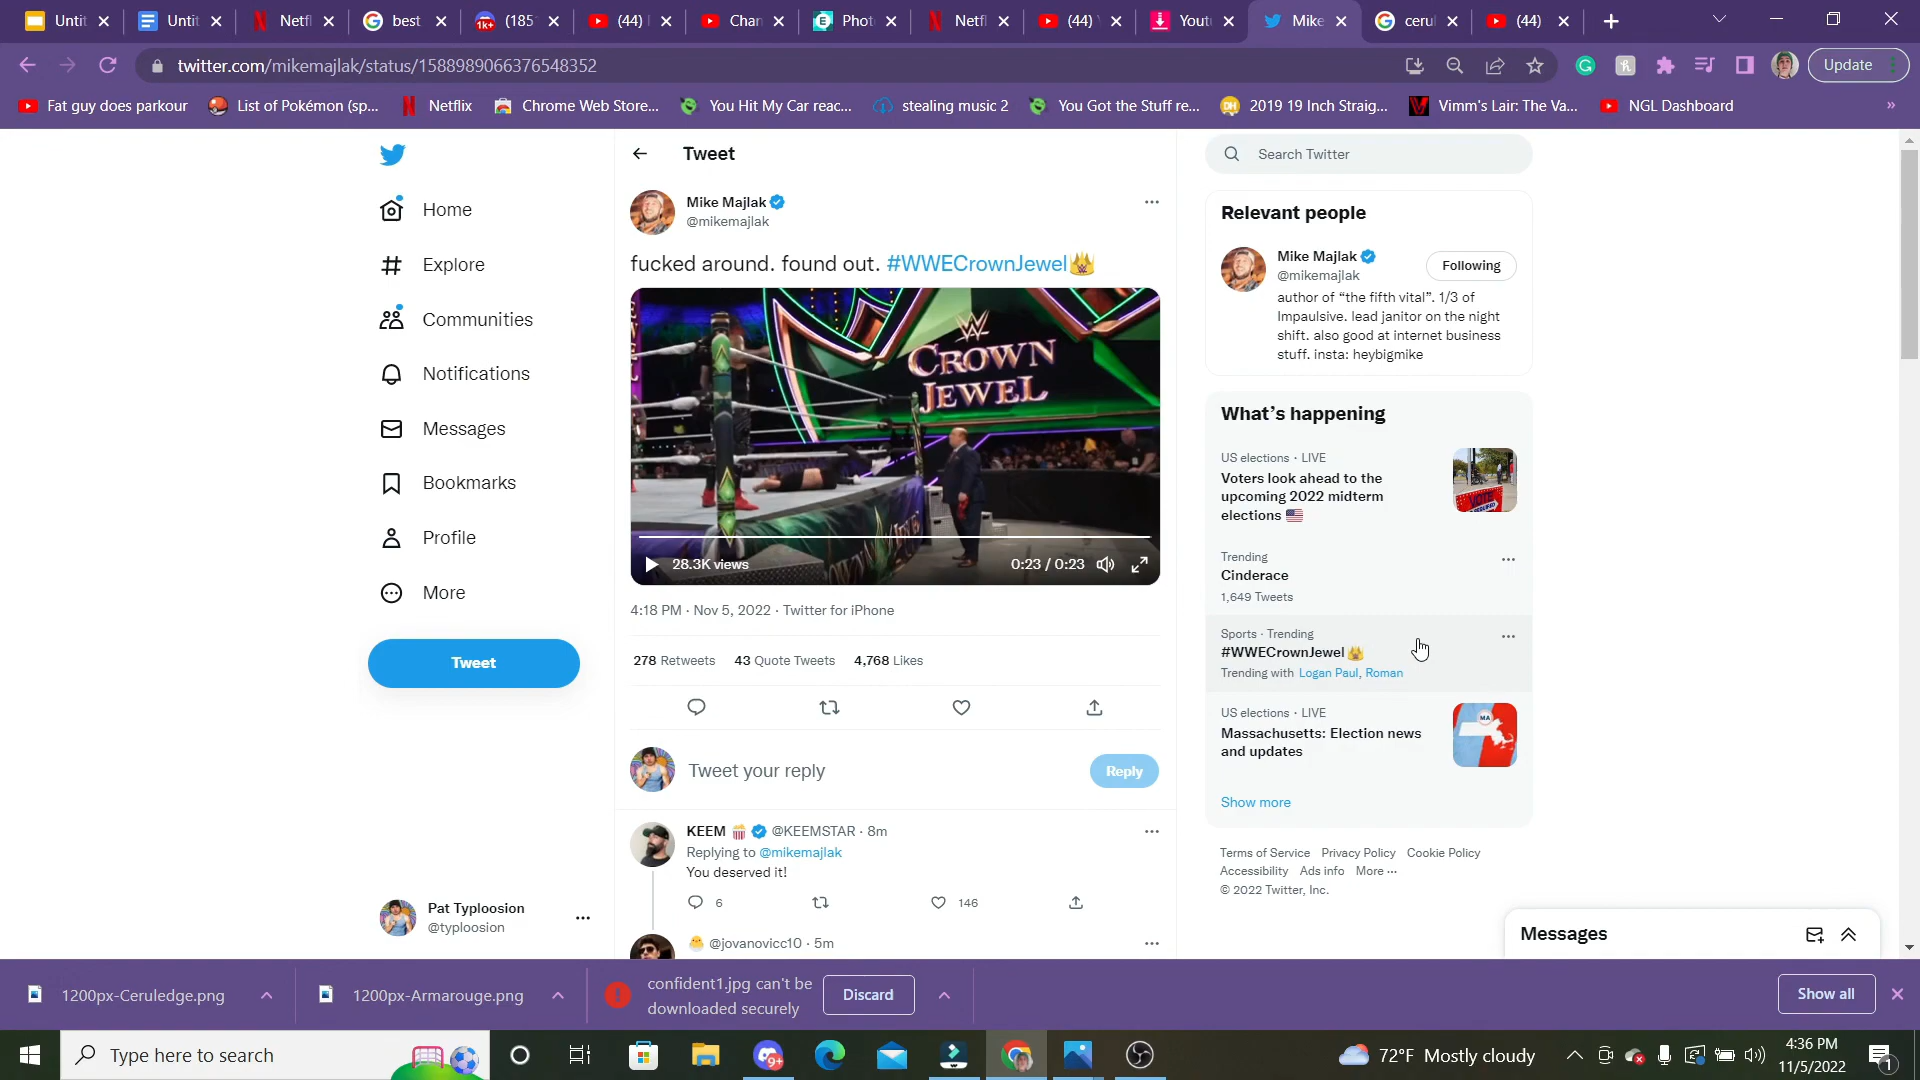 Untit
Untit
Netfl
best
(185
(44)
Chan
Phot
Netfl
(44)
Yout
Mike
ceru
(44)
twitter.com/mikemajlak/status/1588989066376548352
Update
Fat guy does parkour
List of Pokémon (sp...
Netflix
Chrome Web Store...
You Hit My Car reac...
stealing music 2
You Got the Stuff re...
2019 19 Inch Straig...
Vimm's Lair: The Va...
NGL Dashboard
Home
Explore
Communities
Notifications
Messages
Bookmarks
Profile
More
Tweet
Pat Typloosion
@typloosion
Tweet
Mike Majlak
@mikemajlak
fucked around. found out. #WWECrownJewel
CROWN
JEWEL
28.3K views
0:23 / 0:23
4:18 PM · Nov 5, 2022 · Twitter for iPhone
278 Retweets 43 Quote Tweets 4,768 Likes
Tweet your reply
Reply
KEEM @KEEMSTAR · 8m
Replying to @mikemajlak
You deserved it!
6
146
@jovanovicc10 · 5m
Search Twitter
Relevant people
Mike Majlak
@mikemajlak
Following
author of “the fifth vital”. 1/3 of
Impaulsive. lead janitor on the night
shift. also good at internet business
stuff. insta: heybigmike
What’s happening
US elections · LIVE
Voters look ahead to the
upcoming 2022 midterm
elections
VOTE
Trending
Cinderace
1,649 Tweets
Sports · Trending
#WWECrownJewel
Trending with Logan Paul, Roman
US elections · LIVE
Massachusetts: Election news
and updates
MA
Show more
Terms of Service Privacy Policy Cookie Policy
Accessibility Ads info More ···
© 2022 Twitter, Inc.
Messages
1200px-Ceruledge.png
1200px-Armarouge.png
confident1.jpg can't be
downloaded securely
Discard
Show all
Type here to search
72°F Mostly cloudy
4:36 PM
11/5/2022
1